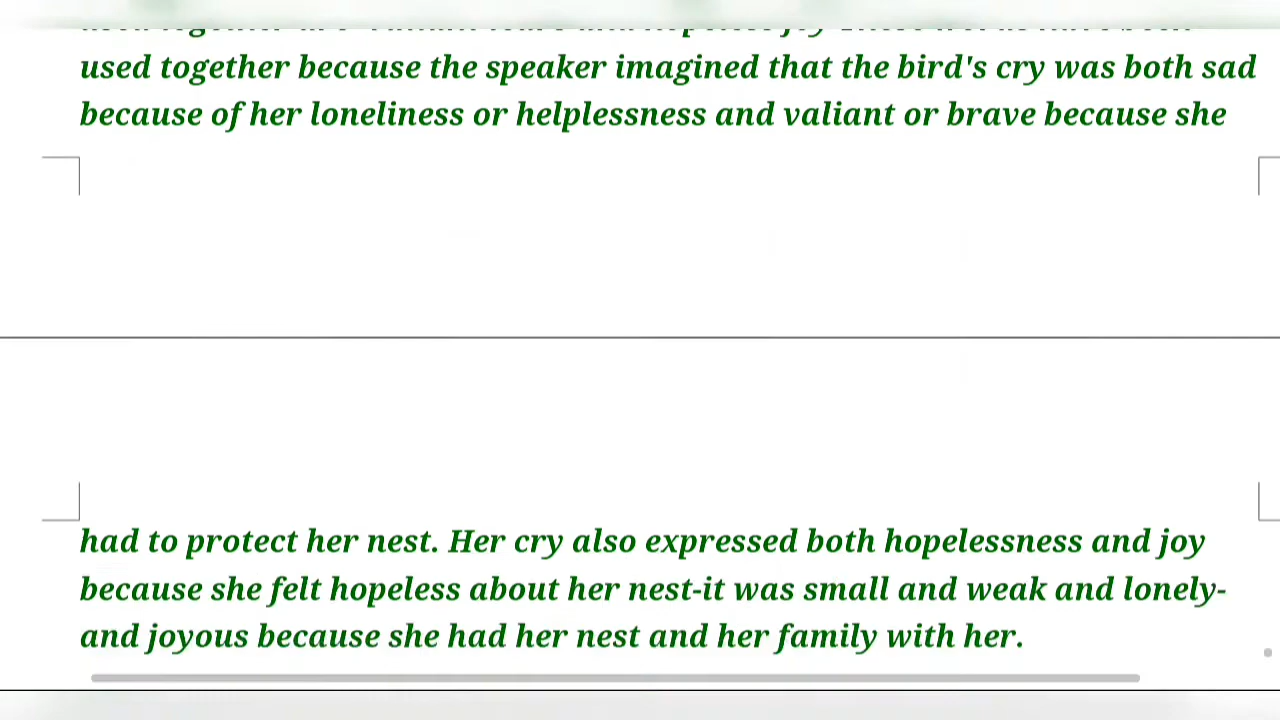 used together because the speaker imagined that the bird's cry was both sad
because of her loneliness or helplessness and valiant or brave because she
had to protect her nest. Her cry also expressed both hopelessness and joy
because she felt hopeless about her nest-it was small and weak and lonely-
and joyous because she had her nest and her family with her.